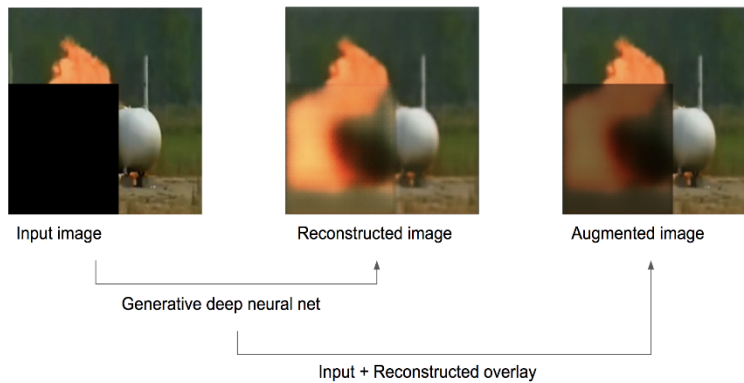 Input image
Reconstructed image
Augmented image
Generative deep neural net
Input + Reconstructed overlay